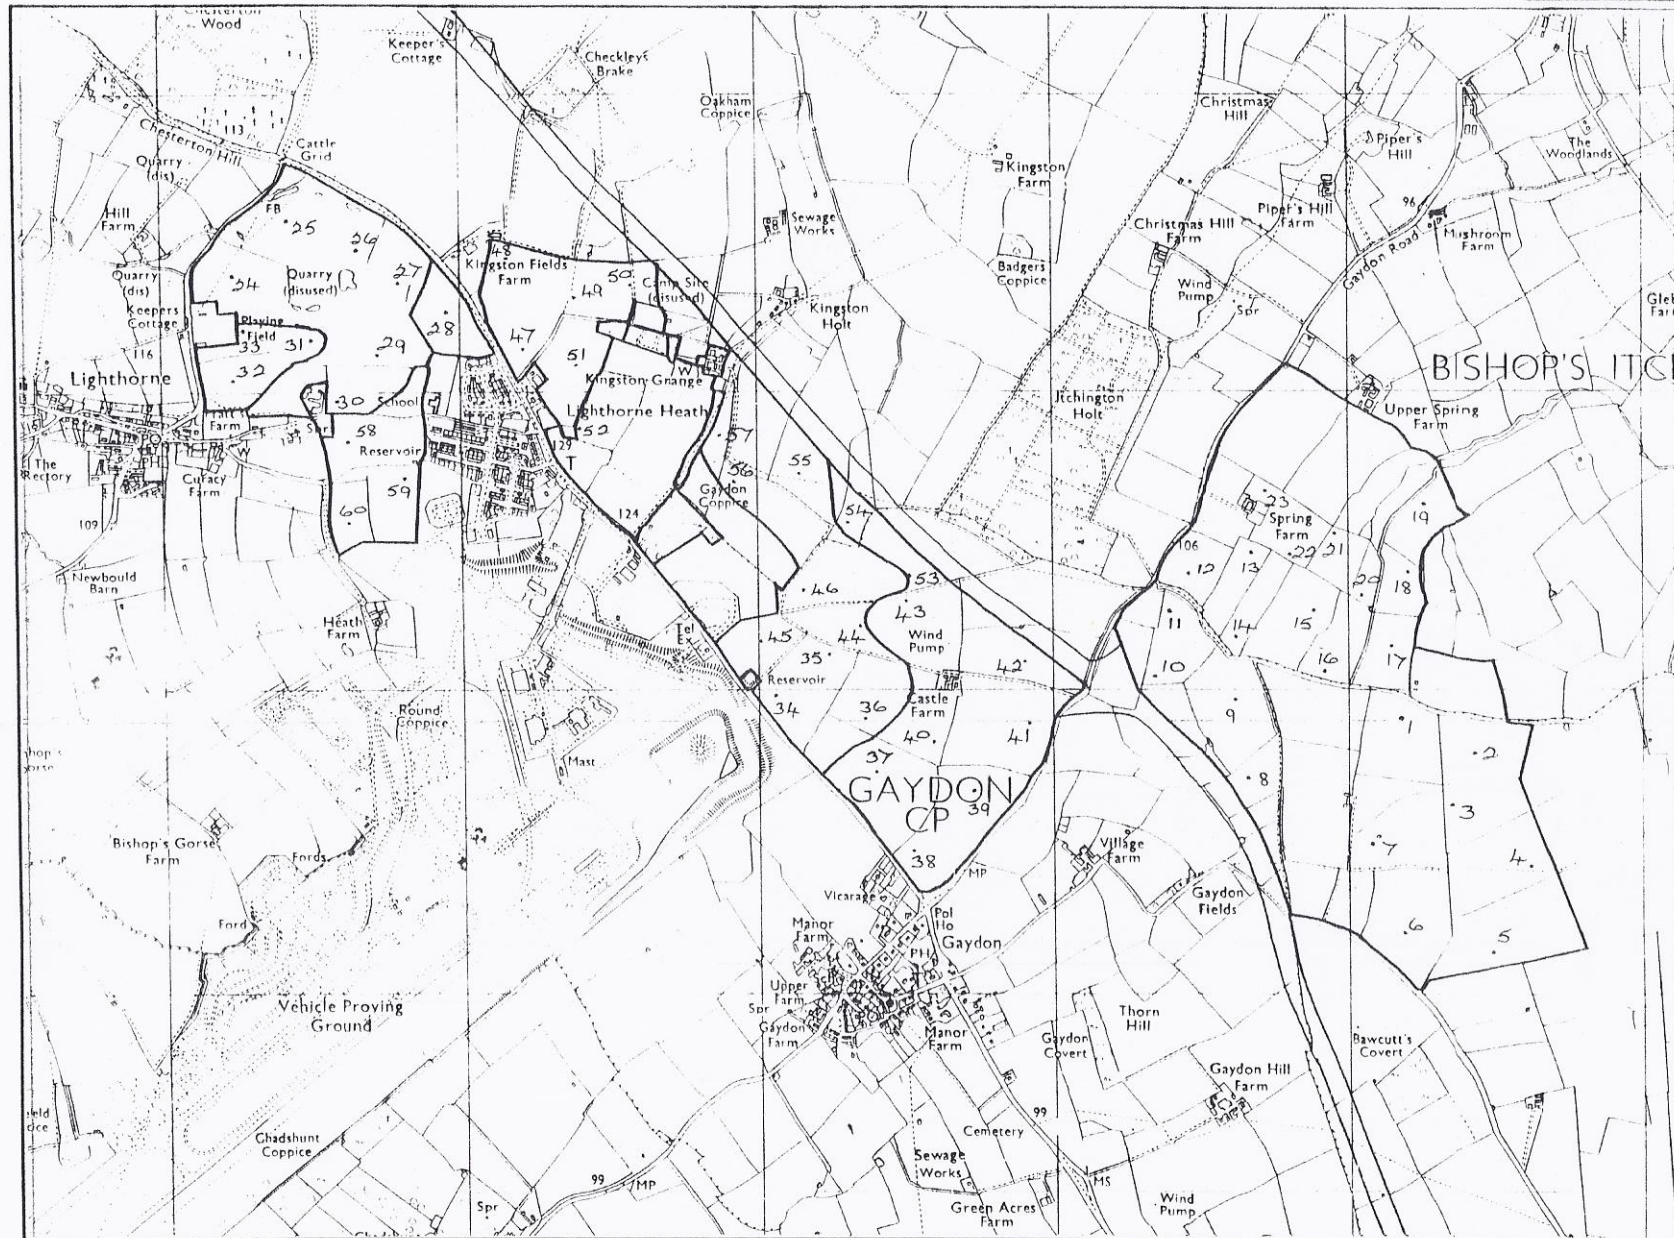 Chesterton
Wood
Keeper's
Cottage
Checkleys
Brake
Oakham
Coppice
Christmas
Hill
Piper's
Hill
The
Woodlands
113
Chesterton Hill
Cattle
Grid
Quarry
(dis)
Hill
Farm
FB
25
26
27
34
Quarry
(disused)
Quarry
(dis)
Keepers
Cottage
Playing
Field
33
31
32
29
28
116
Lighthorne
Farm
30
School
Spr
137
W
58
Reservoir
59
60
PO
PH
The
Rectory
Curacy
Farm
109
Newbould
Barn
Heath
Farm
48
Kingston Fields
Farm
49
50
Camp Site
(disused)
47
51
Kingston Grange
W
Lighthorne Heath
52
129
T
124
Sewage
Works
Kingston
Farm
Badgers
Coppice
Kingston
Holt
Christmas Hill
Farm
Piper's Hill
Farm
96
Mushroom
Farm
Gaydon Road
Wind
Pump
Spr
Itchington
Holt
BISHOP'S ITC
Upper Spring
Farm
57
56
55
Gaydon
Coppice
54
53
46
43
45
44
Wind
Pump
35
42
Tel
Ex
Reservoir
34
36
Castle
Farm
40
41
37
GAYDON
CP
39
38
23
Spring
Farm
19
106
12
13
22
21
20
18
11
14
15
10
16
17
9
1
2
8
3
7
4
6
5
Round
Coppice
Mast
Bishop's Gorse
Farm
Fords
Ford
Vehicle Proving
Ground
Chadshunt
Coppice
Spr
99
MP
Vicarage
MP
Pol
Ho
Gaydon
Manor
Farm
PH
Upper
Farm
Spr
Gaydon
Farm
Manor
Farm
Village
Farm
Gaydon
Fields
Thorn
Hill
Gaydon
Covert
Bawcutt's
Covert
Gaydon Hill
Farm
99
Cemetery
Sewage
Works
MS
Green Acres
Farm
Wind
Pump